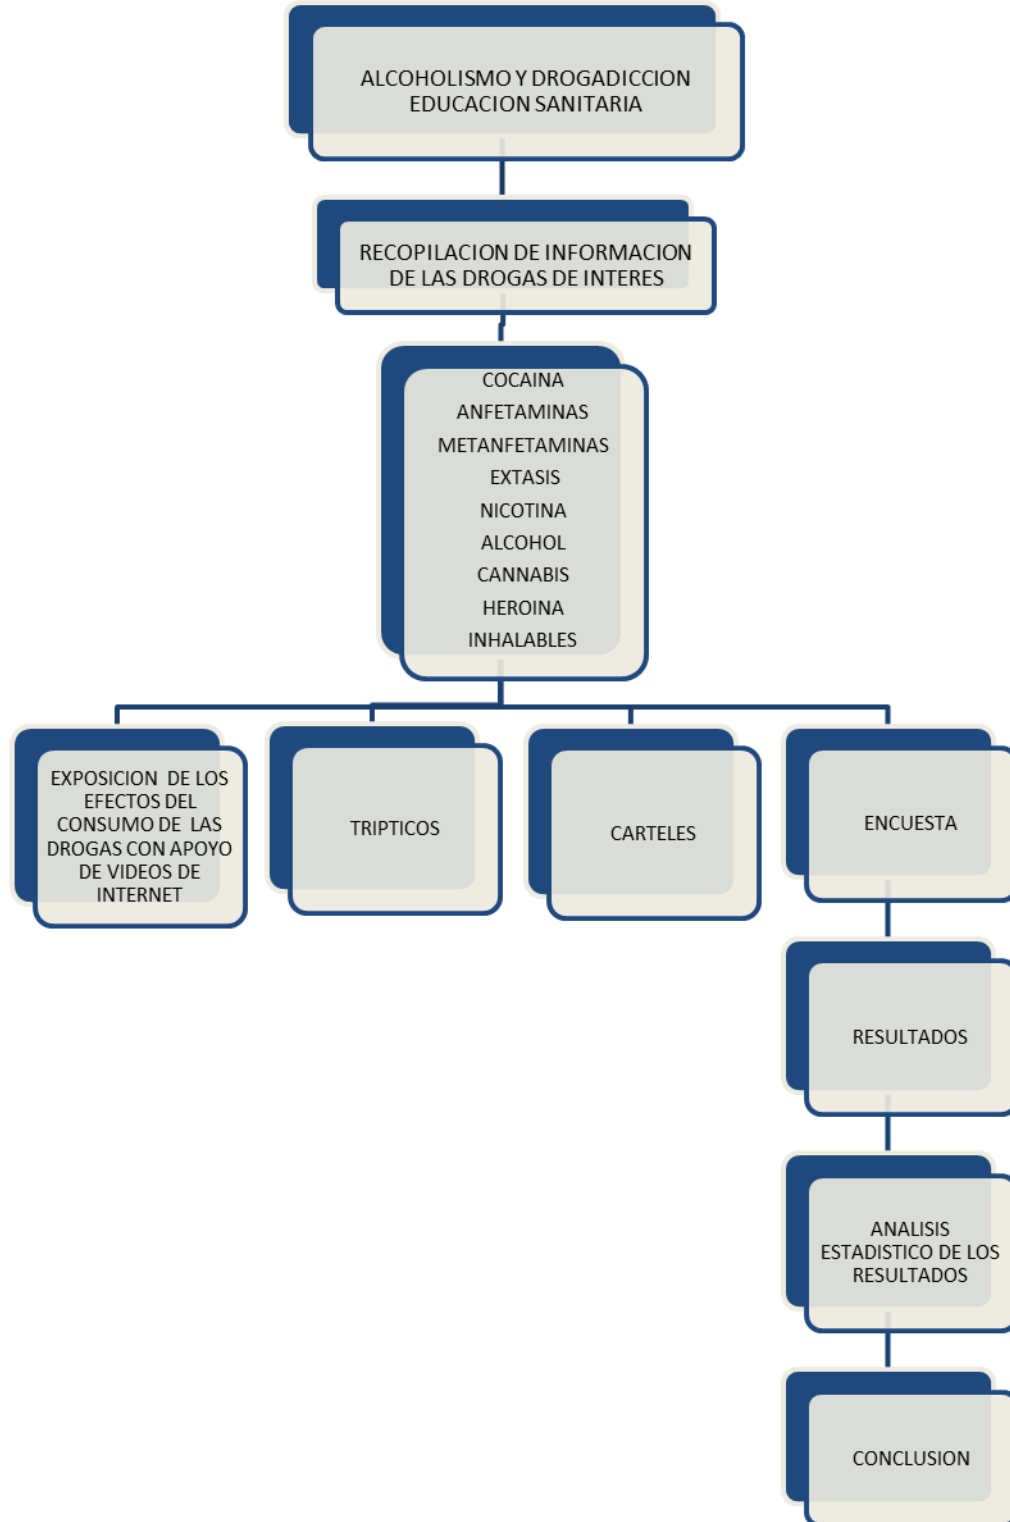 ALCOHOLISMO Y DROGADICCION
EDUCACION SANITARIA
RECOPILACION DE INFORMACION
DE LAS DROGAS DE INTERES
COCAINA
ANFETAMINAS
METANFETAMINAS
EXTASIS
NICOTINA
ALCOHOL
CANNABIS
HEROINA
INHALABLES
EXPOSICION DE LOS
EFECTOS DEL
CONSUMO DE LAS
DROGAS CON APOYO
DE VIDEOS DE
INTERNET
TRIPTICOS
CARTELES
ENCUESTA
RESULTADOS
ANALISIS
ESTADISTICO DE LOS
RESULTADOS
CONCLUSION